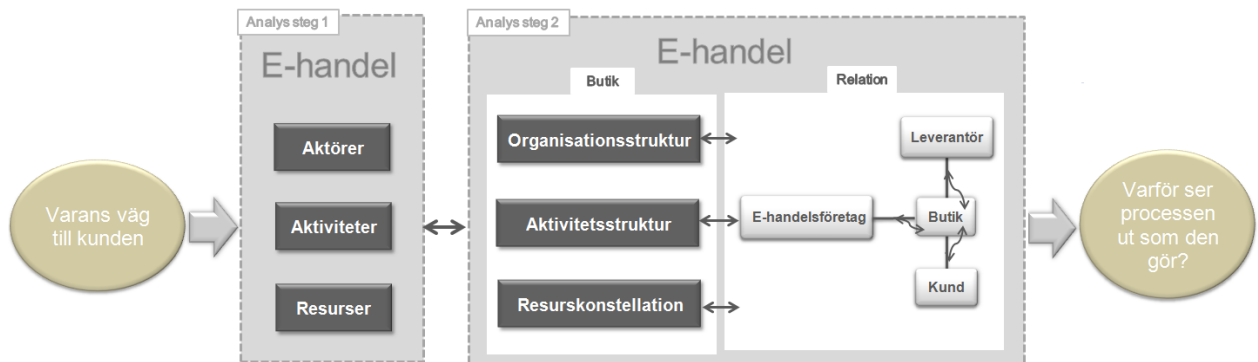 Analys steg 1
E-handel
Aktörer
Aktiviteter
Resurser
Varans väg
till kunden
Analys steg 2
E-handel
Butik
Organisationsstruktur
Aktivitetsstruktur
Resurskonstellation
Relation
Leverantör
E-handelsföretag
Butik
Kund
Varför ser
processen
ut som den
gör?